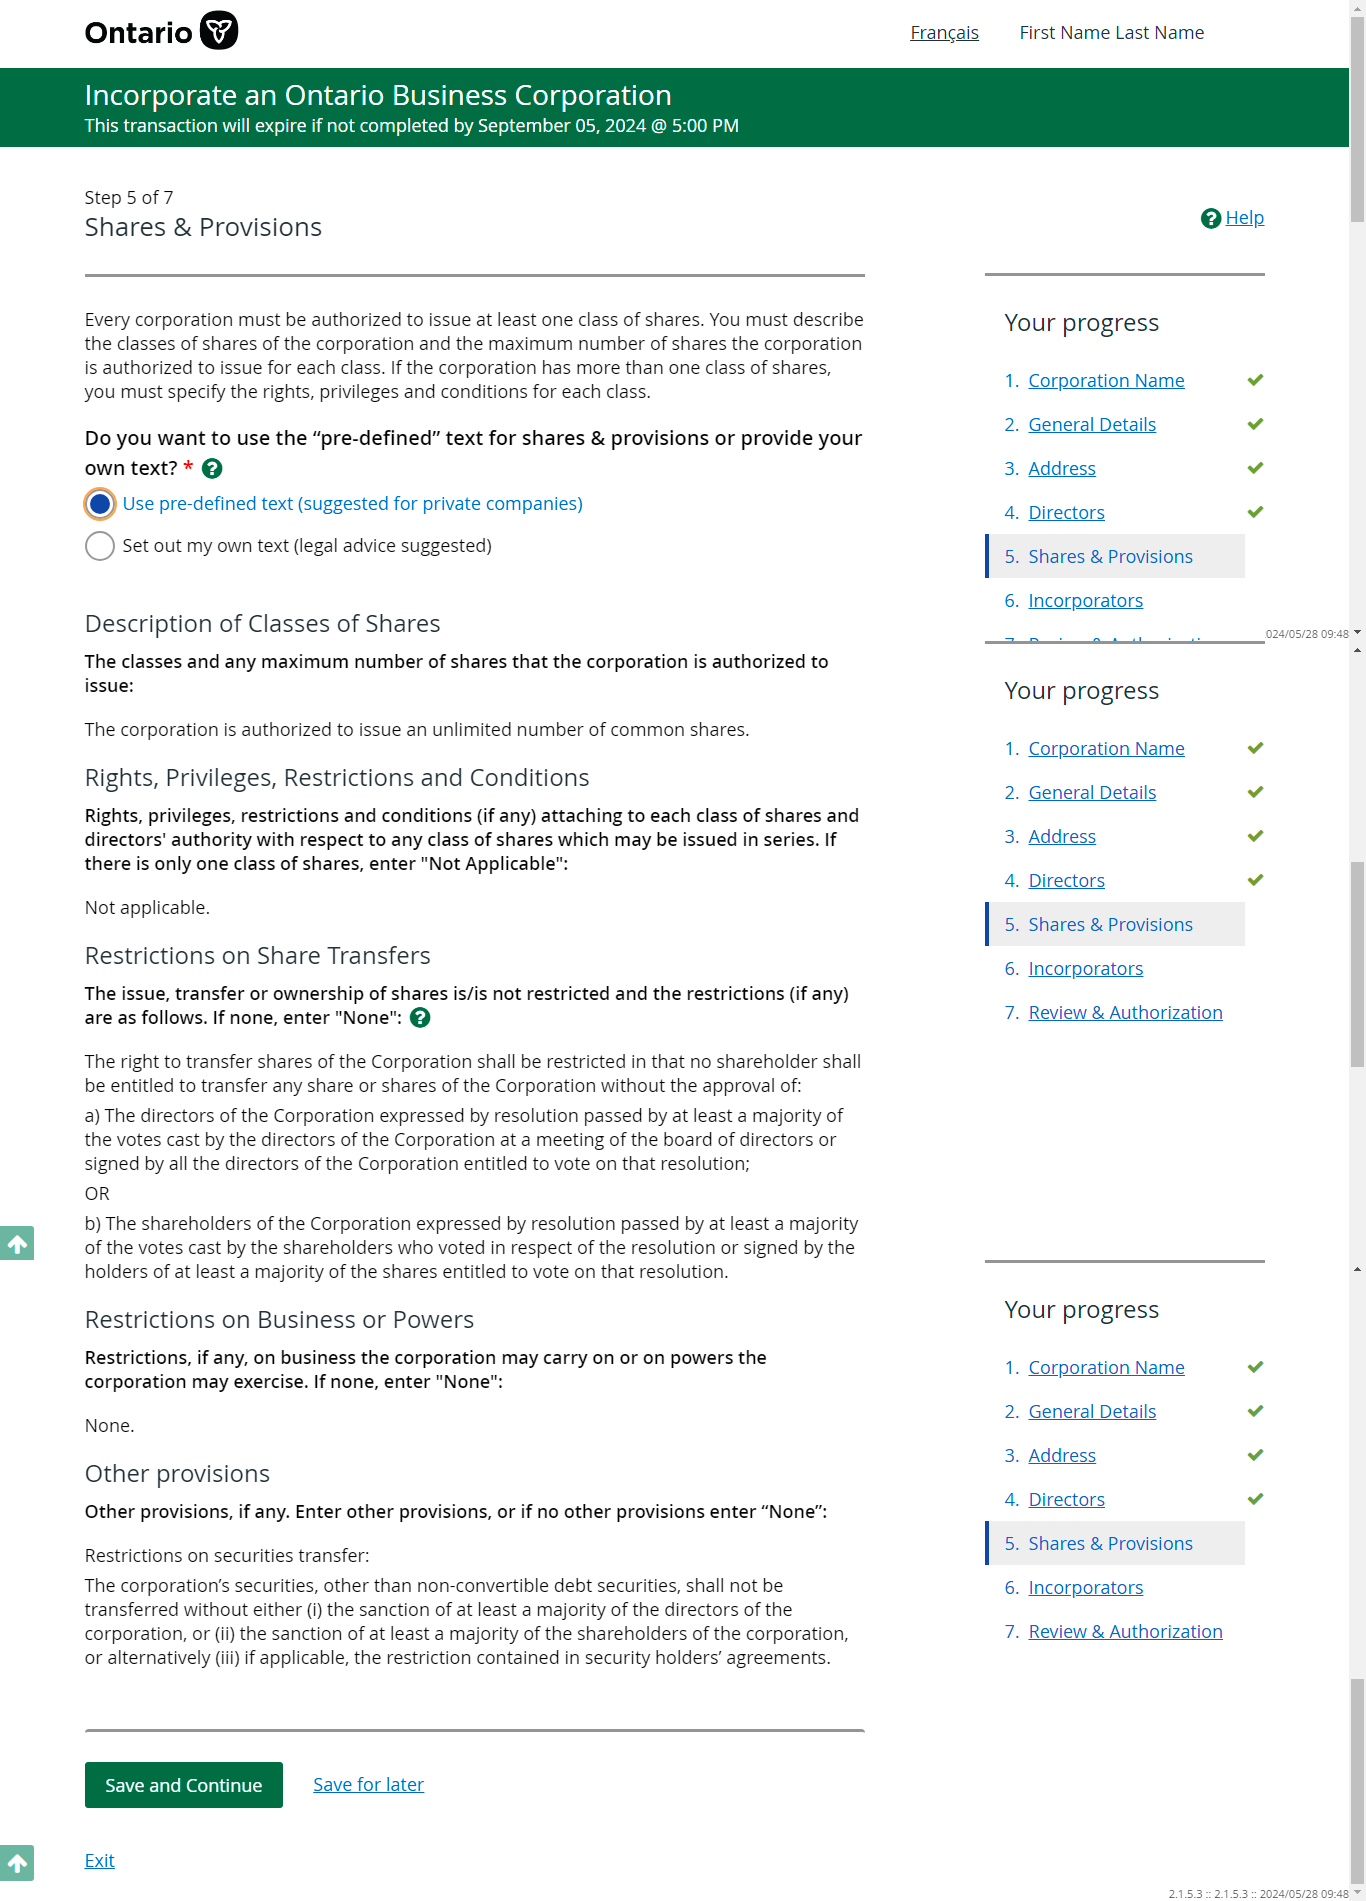 Ontario
Français
First Name Last Name
Incorporate an Ontario Business Corporation
This transaction will expire if not completed by September 05, 2024 @ 5:00 PM
Step 5 of 7
Shares & Provisions
? Help
Every corporation must be authorized to issue at least one class of shares. You must describe
the classes of shares of the corporation and the maximum number of shares the corporation
is authorized to issue for each class. If the corporation has more than one class of shares,
you must specify the rights, privileges and conditions for each class.
Do you want to use the “pre-defined” text for shares & provisions or provide your
own text? * ?
Use pre-defined text (suggested for private companies)
Set out my own text (legal advice suggested)
Description of Classes of Shares
The classes and any maximum number of shares that the corporation is authorized to
issue:
The corporation is authorized to issue an unlimited number of common shares.
Rights, Privileges, Restrictions and Conditions
Rights, privileges, restrictions and conditions (if any) attaching to each class of shares and
directors' authority with respect to any class of shares which may be issued in series. If
there is only one class of shares, enter "Not Applicable":
Not applicable.
Restrictions on Share Transfers
The issue, transfer or ownership of shares is/is not restricted and the restrictions (if any)
are as follows. If none, enter "None": ?
The right to transfer shares of the Corporation shall be restricted in that no shareholder shall
be entitled to transfer any share or shares of the Corporation without the approval of:
a) The directors of the Corporation expressed by resolution passed by at least a majority of
the votes cast by the directors of the Corporation at a meeting of the board of directors or
signed by all the directors of the Corporation entitled to vote on that resolution;
OR
b) The shareholders of the Corporation expressed by resolution passed by at least a majority
of the votes cast by the shareholders who voted in respect of the resolution or signed by the
holders of at least a majority of the shares entitled to vote on that resolution.
Restrictions on Business or Powers
Restrictions, if any, on business the corporation may carry on or on powers the
corporation may exercise. If none, enter "None":
None.
Other provisions
Other provisions, if any. Enter other provisions, or if no other provisions enter “None”:
Restrictions on securities transfer:
The corporation’s securities, other than non-convertible debt securities, shall not be
transferred without either (i) the sanction of at least a majority of the directors of the
corporation, or (ii) the sanction of at least a majority of the shareholders of the corporation,
or alternatively (iii) if applicable, the restriction contained in security holders’ agreements.
Save and Continue
Save for later
Exit
Your progress
1. Corporation Name
2. General Details
3. Address
4. Directors
5. Shares & Provisions
6. Incorporators
024/05/28 09:48
Your progress
1. Corporation Name
2. General Details
3. Address
4. Directors
5. Shares & Provisions
6. Incorporators
7. Review & Authorization
Your progress
1. Corporation Name
2. General Details
3. Address
4. Directors
5. Shares & Provisions
6. Incorporators
7. Review & Authorization
2.1.5.3 :: 2.1.5.3 :: 2024/05/28 09:48